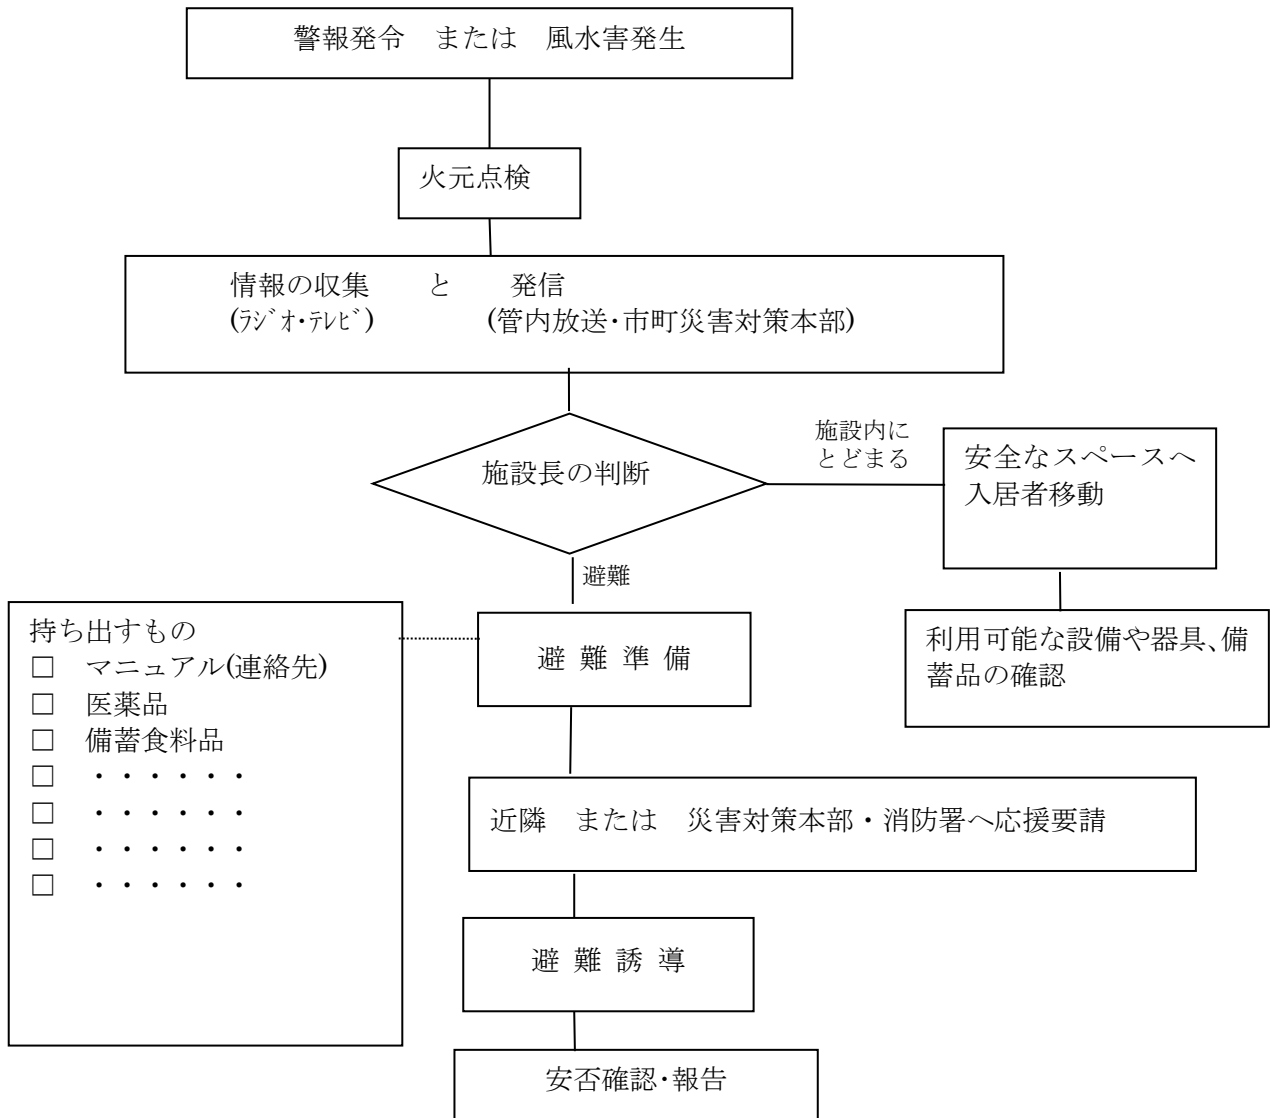 警報発令　または　風水害発生
火元点検
情報の収集　　と　　発信
(ﾗｼﾞｵ･ﾃﾚﾋﾞ)　　　　(管内放送･市町災害対策本部)
施設長の判断
施設内に
とどまる
安全なスペースへ
入居者移動
利用可能な設備や器具、備
蓄品の確認
避難
避 難 準 備
持ち出すもの
□　マニュアル(連絡先)
□　医薬品
□　備蓄食料品
□　・・・・・・
□　・・・・・・
□　・・・・・・
□　・・・・・・
近隣　または　災害対策本部・消防署へ応援要請
避 難 誘 導
安否確認･報告